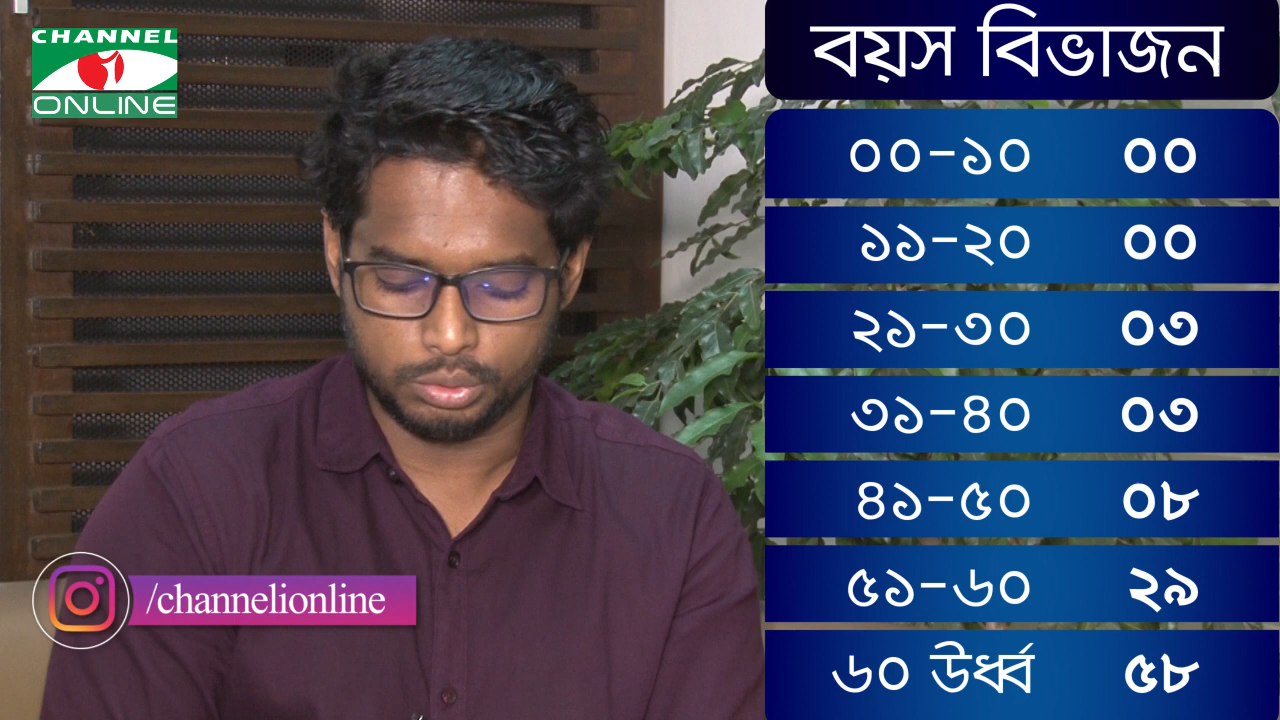 CHANNEL
i
ONLINE
বয়স বিভাজন
০০-১০ ০০
১১-২০ ০০
২১-৩০ ০৩
৩১-৪০ ০৩
৪১-৫০ ০৮
৫১-৬০ ২৯
৬০ উর্ধ্ব ৫৮
/channelionline